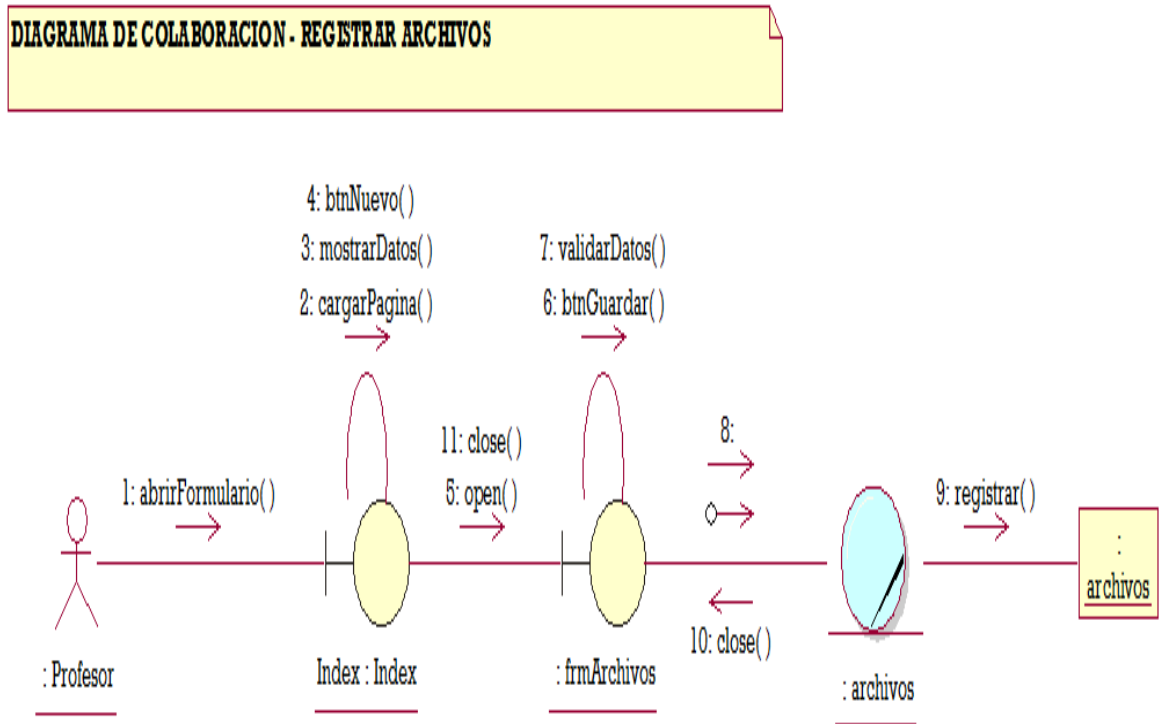 DIAGRAMA DE COLABORACION - REGISTRAR ARCHIVOS
4: btnNuevo( )
3: mostrarDatos( )
2: cargarPagina( )
7: validarDatos( )
6: btnGuardar( )
11: close( )
5: open( )
1: abrirFormulario( )
8:
9: registrar( )
10: close( )
:
archivos
: Profesor
Index : Index
: frmArchivos
: archivos